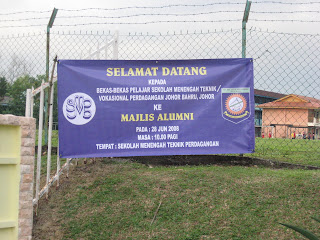 SELAMAT DATANG
KEPADA
BEKAS-BEKAS PELAJAR SEKOLAH MENENGAH TEKNIK /
VOKASIONAL PERDAGANGAN JOHOR BAHRU, JOHOR
KE
MAJLIS ALUMNI
PADA : 28 JUN 2008
MASA : 10.00 PAGI
TEMPAT : SEKOLAH MENENGAH TEKNIK PERDAGANGAN